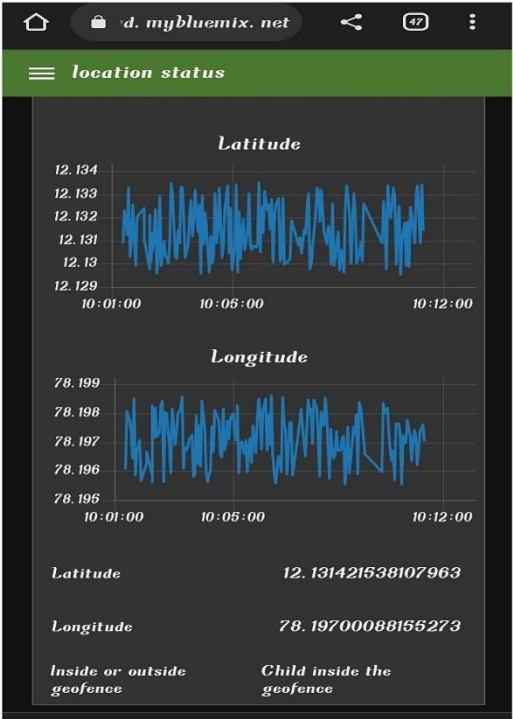 d. mybluemix. net
47
location status
Latitude
12.134
12.133
12.132
12.131
12.13
12.129
10:01:00 10:05:00 10:12:00
Longitude
78.199
78.198
78.197
78.196
78.195
10:01:00 10:05:00 10:12:00
Latitude 12.131421538107963
Longitude 78.19700088155273
Inside or outside Child inside the
geofence geofence